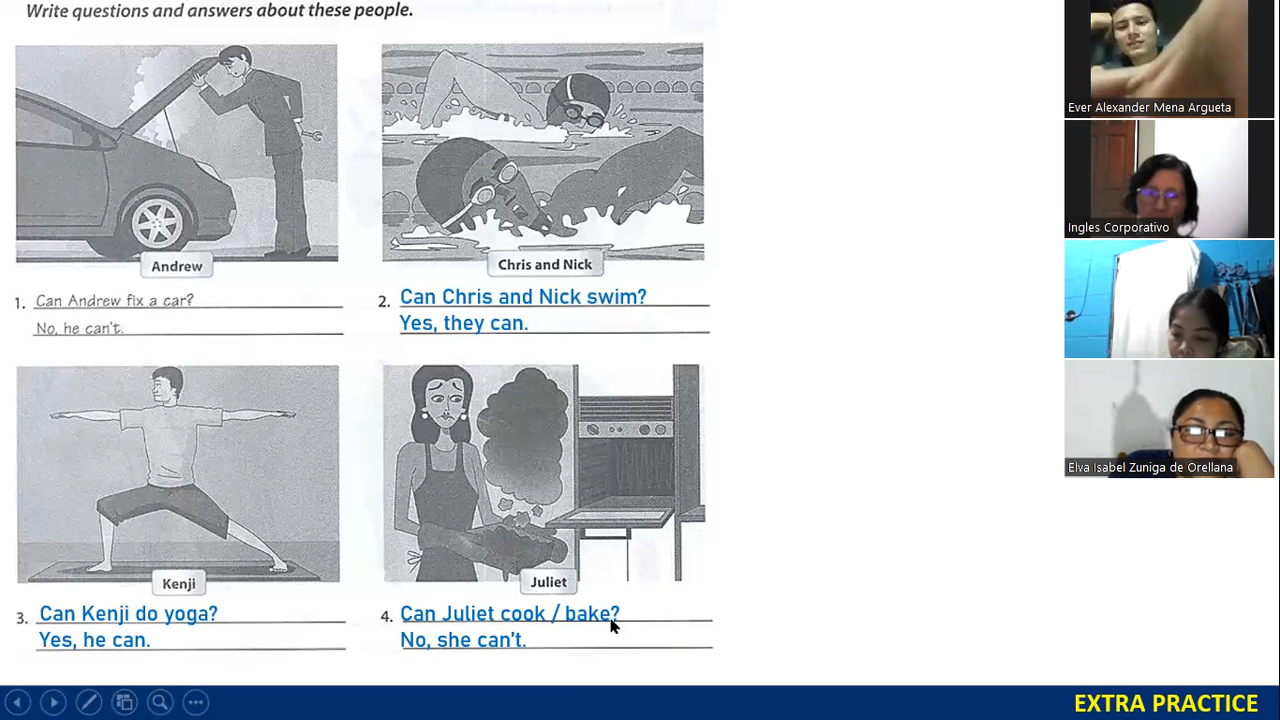 Write questions and answers about these people.
Andrew
Chris and Nick
1. Can Andrew fix a car?
No, he can't.
2. Can Chris and Nick swim?
Yes, they can.
Kenji
Juliet
3. Can Kenji do yoga?
Yes, he can.
4. Can Juliet cook / bake?
No, she can't.
EXTRA PRACTICE
Ever Alexander Mena Argueta
Ingles Corporativo
Elva Isabel Zuniga de Orellana